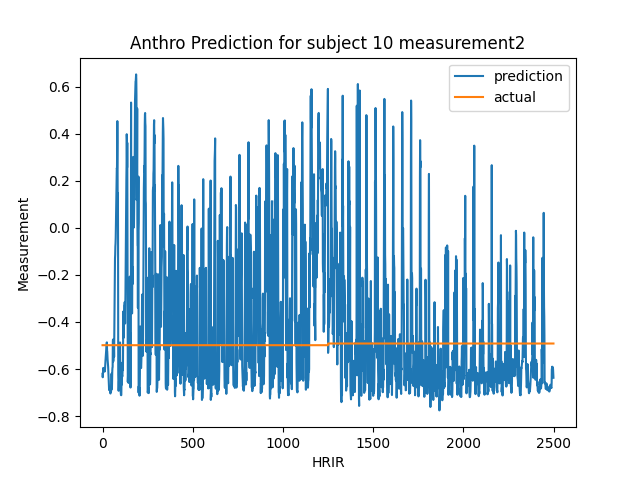 Anthro Prediction for subject 10 measurement2
prediction
actual
Measurement
0.6
0.4
0.2
0.0
−0.2
−0.4
−0.6
−0.8
0
500
1000
1500
2000
2500
HRIR